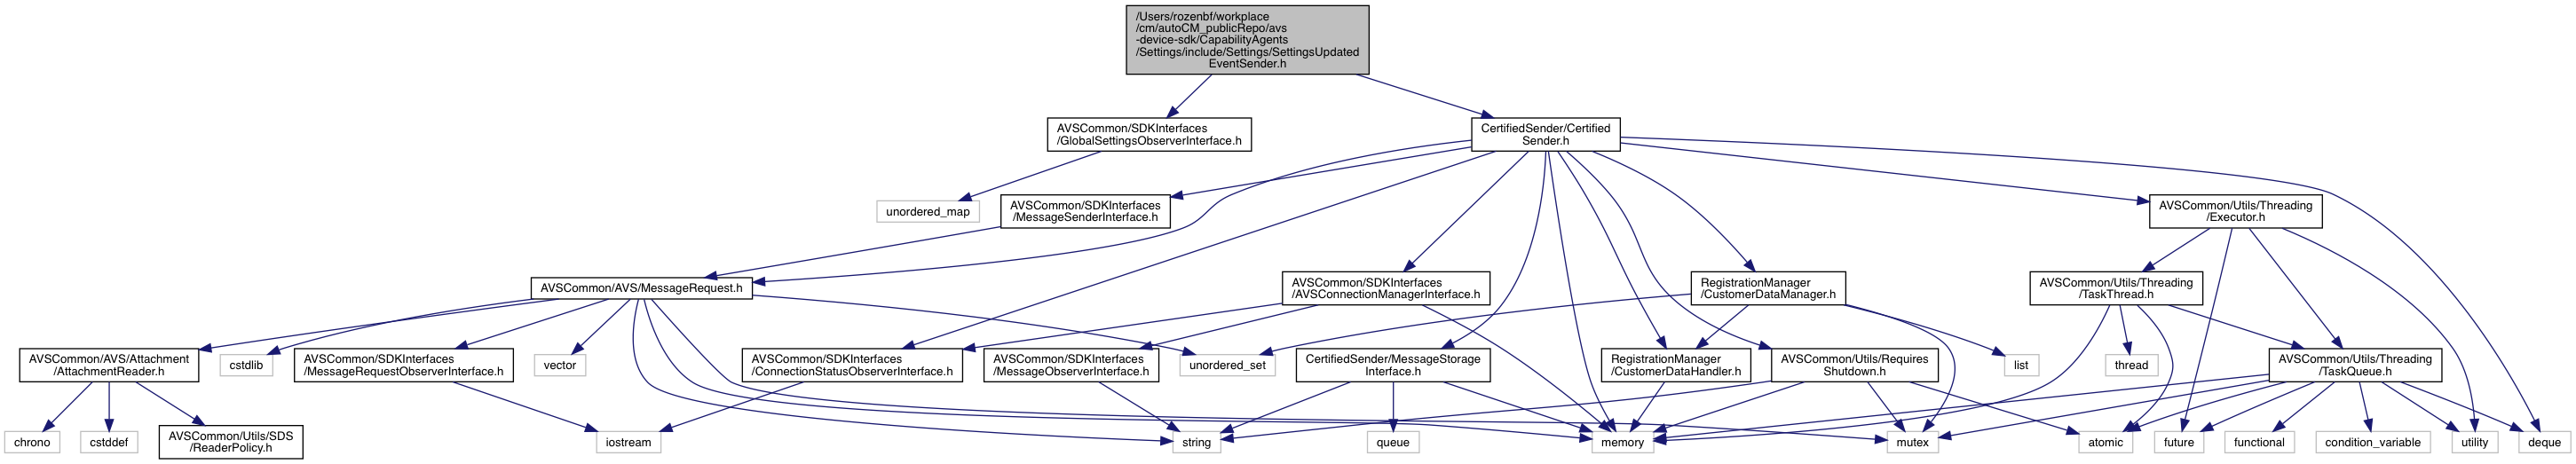 /Users/rozenbf/workplace
/cm/autoCM_publicRepo/avs
-device-sdk/CapabilityAgents
/Settings/include/Settings/SettingsUpdated
EventSender.h
AVSCommon/SDKInterfaces
/GlobalSettingsObserverInterface.h
CertifiedSender/Certified
Sender.h
unordered_map
AVSCommon/SDKInterfaces
/MessageSenderInterface.h
AVSCommon/Utils/Threading
/Executor.h
AVSCommon/AVS/MessageRequest.h
AVSCommon/SDKInterfaces
/AVSConnectionManagerInterface.h
RegistrationManager
/CustomerDataManager.h
AVSCommon/Utils/Threading
/TaskThread.h
AVSCommon/AVS/Attachment
/AttachmentReader.h
cstdlib
AVSCommon/SDKInterfaces
/MessageRequestObserverInterface.h
vector
AVSCommon/SDKInterfaces
/ConnectionStatusObserverInterface.h
AVSCommon/SDKInterfaces
/MessageObserverInterface.h
unordered_set
CertifiedSender/MessageStorage
Interface.h
RegistrationManager
/CustomerDataHandler.h
AVSCommon/Utils/Requires
Shutdown.h
list
thread
AVSCommon/Utils/Threading
/TaskQueue.h
chrono
cstddef
AVSCommon/Utils/SDS
/ReaderPolicy.h
iostream
string
queue
memory
mutex
atomic
future
functional
condition_variable
utility
deque